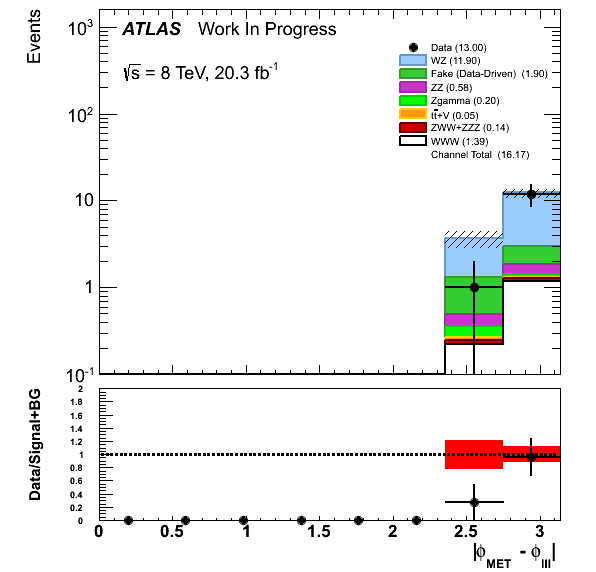 Events
ATLAS Work In Progress
√s = 8 TeV, 20.3 fb⁻¹
Data (13.00)
WZ (11.90)
Fake (Data-Driven) (1.90)
ZZ (0.58)
Zgamma (0.20)
tt̄+V (0.05)
ZWW+ZZZ (0.14)
WWW (1.39)
Channel Total (16.17)
10³
10²
10
1
10⁻¹
Data/Signal+BG
2
1.8
1.6
1.4
1.2
1
0.8
0.6
0.4
0.2
0
0 0.5 1 1.5 2 2.5 3
|ϕ_MET - ϕ_lll|